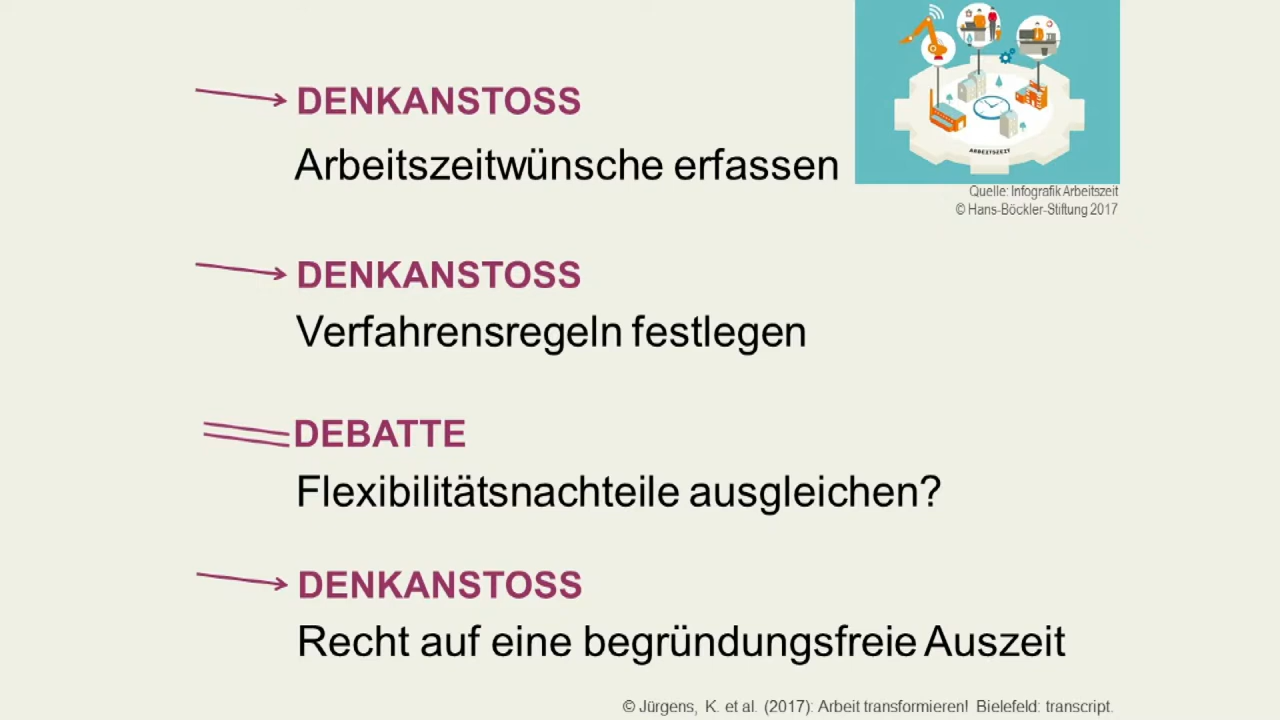 DENKANSTOSS
Arbeitszeitwünsche erfassen
ARBEITSZEIT
Quelle: Infografik Arbeitszeit
© Hans-Böckler-Stiftung 2017
DENKANSTOSS
Verfahrensregeln festlegen
DEBATTE
Flexibilitätsnachteile ausgleichen?
DENKANSTOSS
Recht auf eine begründungsfreie Auszeit
© Jürgens, K. et al. (2017): Arbeit transformieren! Bielefeld: transcript.